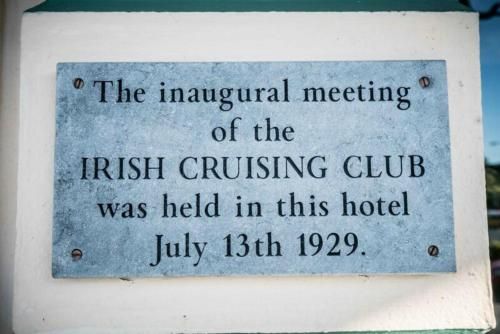 The inaugural meeting
of the
IRISH CRUISING CLUB
was held in this hotel
July 13th 1929.